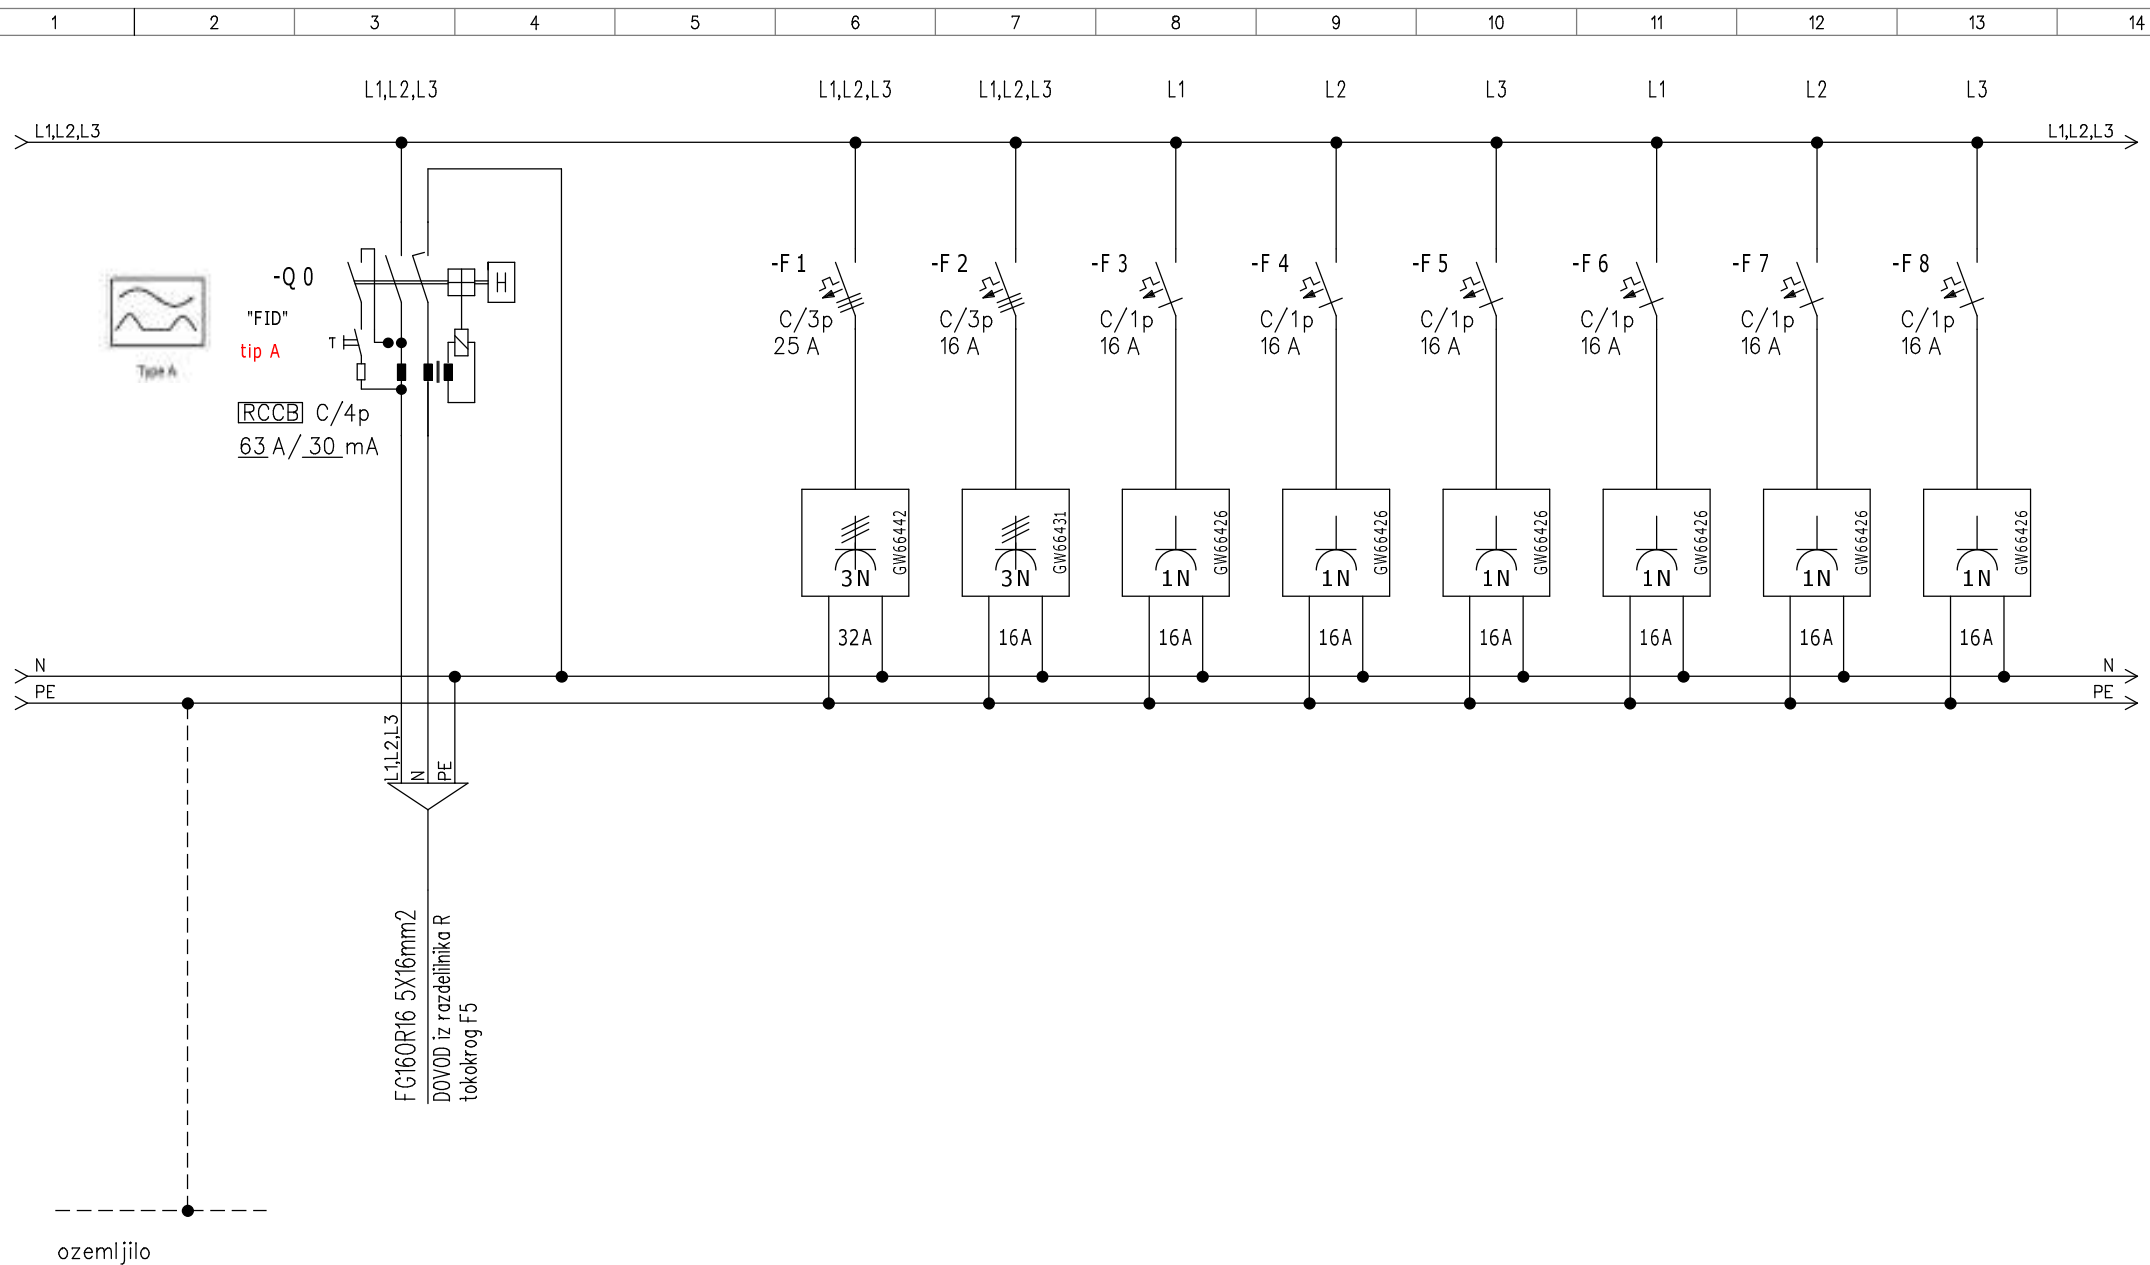 1 2 3 4 5 6 7 8 9 10 11 12 13 14
L1,L2,L3 L1,L2,L3 L1,L2,L3 L1 L2 L3 L1 L2 L3
L1,L2,L3 L1,L2,L3
-Q 0
"FID"
tip A
T
H
Type A
RCCB C/4p
63 A/ 30 mA
-F 1
C/3p
25 A
-F 2
C/3p
16 A
-F 3
C/1p
16 A
-F 4
C/1p
16 A
-F 5
C/1p
16 A
-F 6
C/1p
16 A
-F 7
C/1p
16 A
-F 8
C/1p
16 A
3N GW66442
3N GW66431
1N GW66426
1N GW66426
1N GW66426
1N GW66426
1N GW66426
1N GW66426
32A 16A 16A 16A 16A 16A 16A 16A
N N
PE PE
L1,L2,L3
N
PE
FG16OR16 5X16mm2
DOVOD iz razdelilnika R
tokokrog F5
ozemljilo